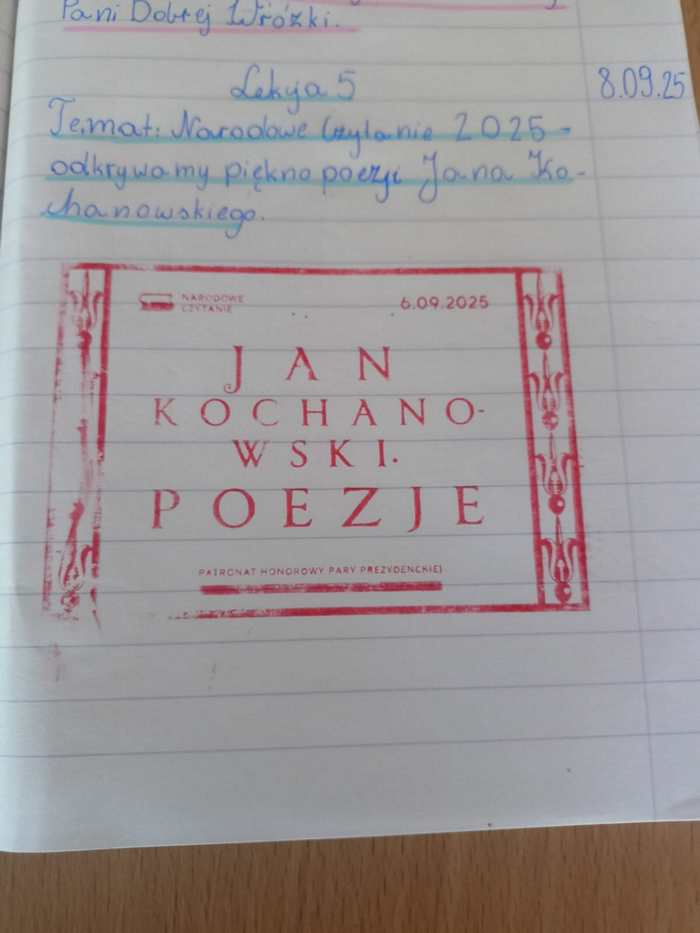 Pani Dobrej Wróżki.
Lekcja 5
8.09.25
Temat: Narodowe Czytanie 2025-
odkrywamy piękno poezji Jana Ko-
chanowskiego.
NARODOWE
CZYTANIE
6.09.2025
JAN
KOCHANO-
WSKI.
POEZJE
PATRONAT HONOROWY PARY PREZYDENCKIEJ